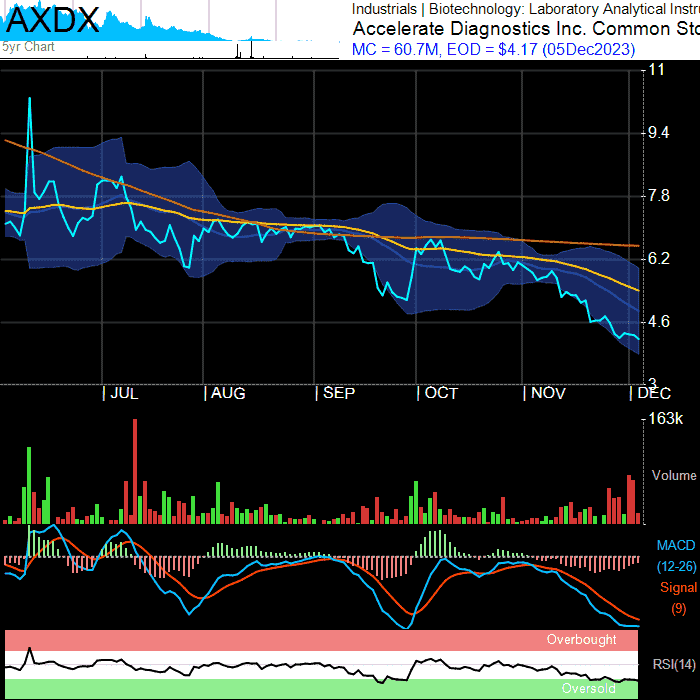 AXDX
5yr Chart
Industrials | Biotechnology: Laboratory Analytical Instru
Accelerate Diagnostics Inc. Common Sto
MC = 60.7M, EOD = $4.17 (05Dec2023)
11
9.4
7.8
6.2
4.6
3
JUL
AUG
SEP
OCT
NOV
DEC
163k
Volume
MACD
(12-26)
Signal
(9)
Overbought
RSI(14)
Oversold